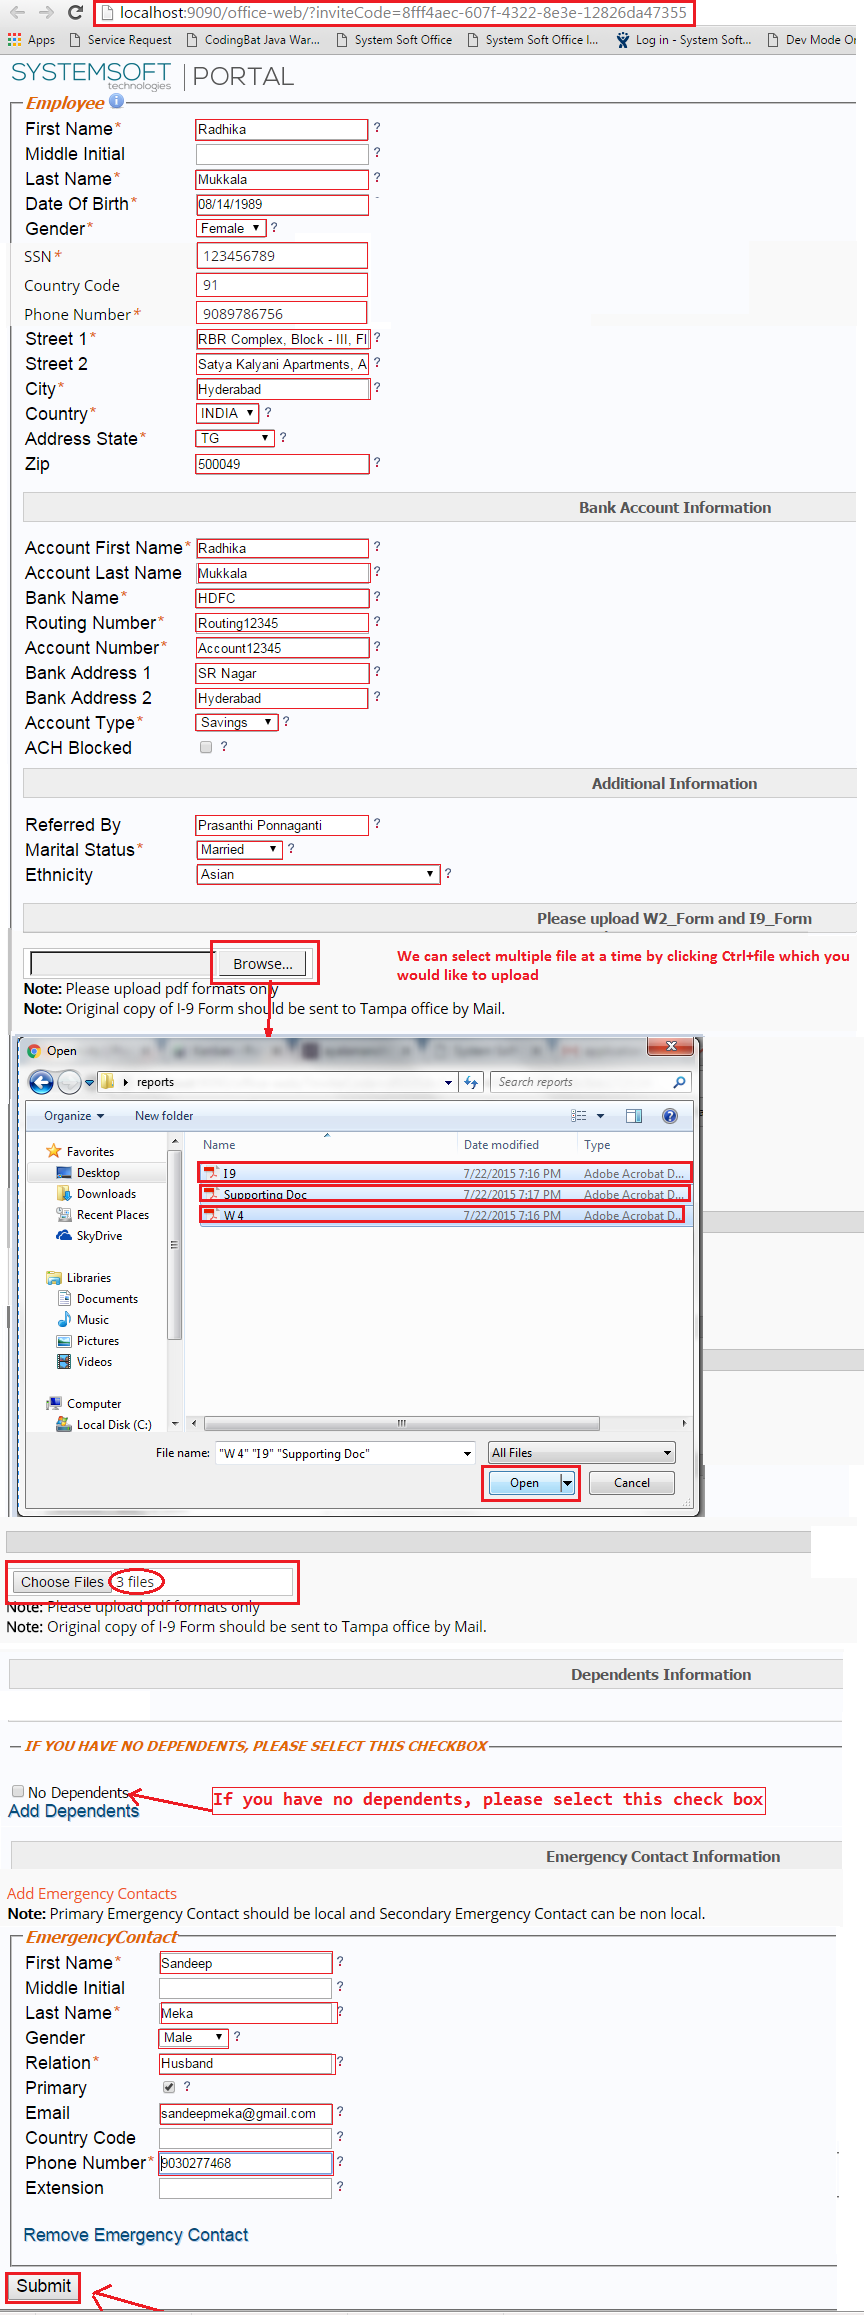 localhost:9090/office-web/?inviteCode=8fff4aec-607f-4322-8e3e-12826da47355
Apps Service Request CodingBat Java War... System Soft Office System Soft Office I... Log in - System Soft... Dev Mode Or
SYSTEMSOFT
technologies
PORTAL
Employee
First Name* Radhika ?
Middle Initial ?
Last Name* Mukkala ?
Date Of Birth* 08/14/1989
Gender* Female ?
SSN* 123456789
Country Code 91
Phone Number* 9089786756
Street 1* RBR Complex, Block - III, Fl ?
Street 2 Satya Kalyani Apartments, A ?
City* Hyderabad ?
Country* INDIA ?
Address State* TG ?
Zip 500049 ?
Bank Account Information
Account First Name* Radhika ?
Account Last Name Mukkala ?
Bank Name* HDFC ?
Routing Number* Routing12345 ?
Account Number* Account12345 ?
Bank Address 1 SR Nagar ?
Bank Address 2 Hyderabad ?
Account Type* Savings ?
ACH Blocked ?
Additional Information
Referred By Prasanthi Ponnaganti ?
Marital Status* Married ?
Ethnicity Asian ?
Please upload W2_Form and I9_Form
Browse...
We can select multiple file at a time by clicking Ctrl+file which you
would like to upload
Note: Please upload pdf formats only
Note: Original copy of I-9 Form should be sent to Tampa office by Mail.
Open
reports Search reports
Organize New folder
Name Date modified Type
Favorites
Desktop
Downloads
Recent Places
SkyDrive
Libraries
Documents
Music
Pictures
Videos
Computer
Local Disk (C:)
I 9 7/22/2015 7:16 PM Adobe Acrobat D...
Supporting Doc 7/22/2015 7:17 PM Adobe Acrobat D...
W 4 7/22/2015 7:16 PM Adobe Acrobat D...
File name: "W 4" "I 9" "Supporting Doc" All Files
Open Cancel
Choose Files 3 files
Note: Please upload pdf formats only
Note: Original copy of I-9 Form should be sent to Tampa office by Mail.
Dependents Information
IF YOU HAVE NO DEPENDENTS, PLEASE SELECT THIS CHECKBOX
No Dependents
If you have no dependents, please select this check box
Add Dependents
Emergency Contact Information
Add Emergency Contacts
Note: Primary Emergency Contact should be local and Secondary Emergency Contact can be non local.
EmergencyContact
First Name* Sandeep ?
Middle Initial ?
Last Name* Meka ?
Gender Male ?
Relation* Husband ?
Primary ?
Email sandeepmeka@gmail.com ?
Country Code ?
Phone Number* 9030277468 ?
Extension ?
Remove Emergency Contact
Submit